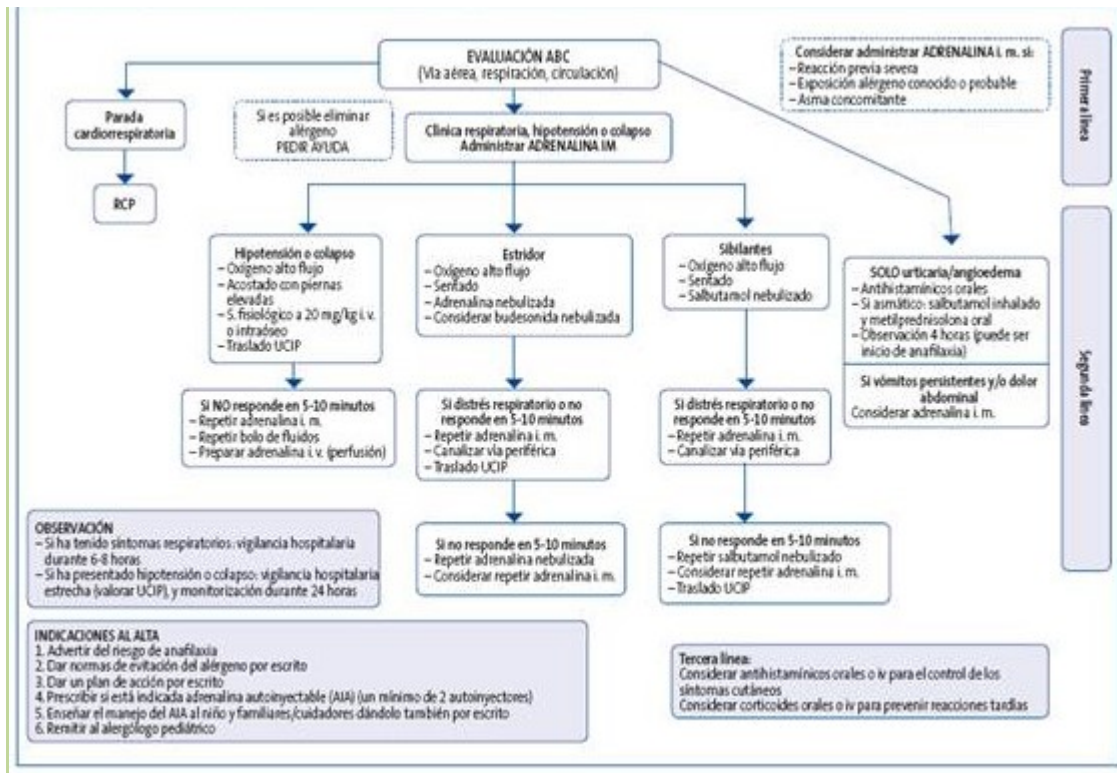 EVALUACIÓN ABC
(Vía aérea, respiración, circulación)
Considerar administrar ADRENALINA i. m. si:
– Reacción previa severa
– Exposición alérgeno conocido o probable
– Asma concomitante
Primera línea
Parada
cardiorrespiratoria
Si es posible eliminar
alérgeno
PEDIR AYUDA
Clínica respiratoria, hipotensión o colapso
Administrar ADRENALINA IM
RCP
Hipotensión o colapso
– Oxígeno alto flujo
– Acostado con piernas
elevadas
– S. fisiológico a 20 mg/kg i.v.
o intraóseo
– Traslado UCIP
Estridor
– Oxígeno alto flujo
– Sentado
– Adrenalina nebulizada
– Considerar budesonida nebulizada
Sibilantes
– Oxígeno alto flujo
– Sentado
– Salbutamol nebulizado
SOLO urticaria/angioedema
– Antihistamínicos orales
– Si asmático: salbutamol inhalado
y metilprednisolona oral
– Observación 4 horas (puede ser
inicio de anafilaxia)
Si vómitos persistentes y/o dolor
abdominal
Considerar adrenalina i. m.
Segunda línea
Si NO responde en 5-10 minutos
– Repetir adrenalina i. m.
– Repetir bolo de fluidos
– Preparar adrenalina i. v. (perfusión)
Si distrés respiratorio o no
responde en 5-10 minutos
– Repetir adrenalina i. m.
– Canalizar vía periférica
– Traslado UCIP
Si distrés respiratorio o no
responde en 5-10 minutos
– Repetir adrenalina i. m.
– Canalizar vía periférica
Si no responde en 5-10 minutos
– Repetir adrenalina nebulizada
– Considerar repetir adrenalina i. m.
Si no responde en 5-10 minutos
– Repetir salbutamol nebulizado
– Considerar repetir adrenalina i. m.
– Traslado UCIP
OBSERVACIÓN
– Si ha tenido síntomas respiratorios: vigilancia hospitalaria
durante 6-8 horas
– Si ha presentado hipotensión o colapso: vigilancia hospitalaria
estrecha (valorar UCIP), y monitorización durante 24 horas
INDICACIONES AL ALTA
1. Advertir del riesgo de anafilaxia
2. Dar normas de evitación del alérgeno por escrito
3. Dar un plan de acción por escrito
4. Prescribir si está indicada adrenalina autoinyectable (AIA) (un mínimo de 2 autoinyectores)
5. Enseñar el manejo del AIA al niño y familiares/cuidadores dándolo también por escrito
6. Remitir al alergólogo pediátrico
Tercera línea:
Considerar antihistamínicos orales o iv para el control de los
síntomas cutáneos
Considerar corticoides orales o iv para prevenir reacciones tardías